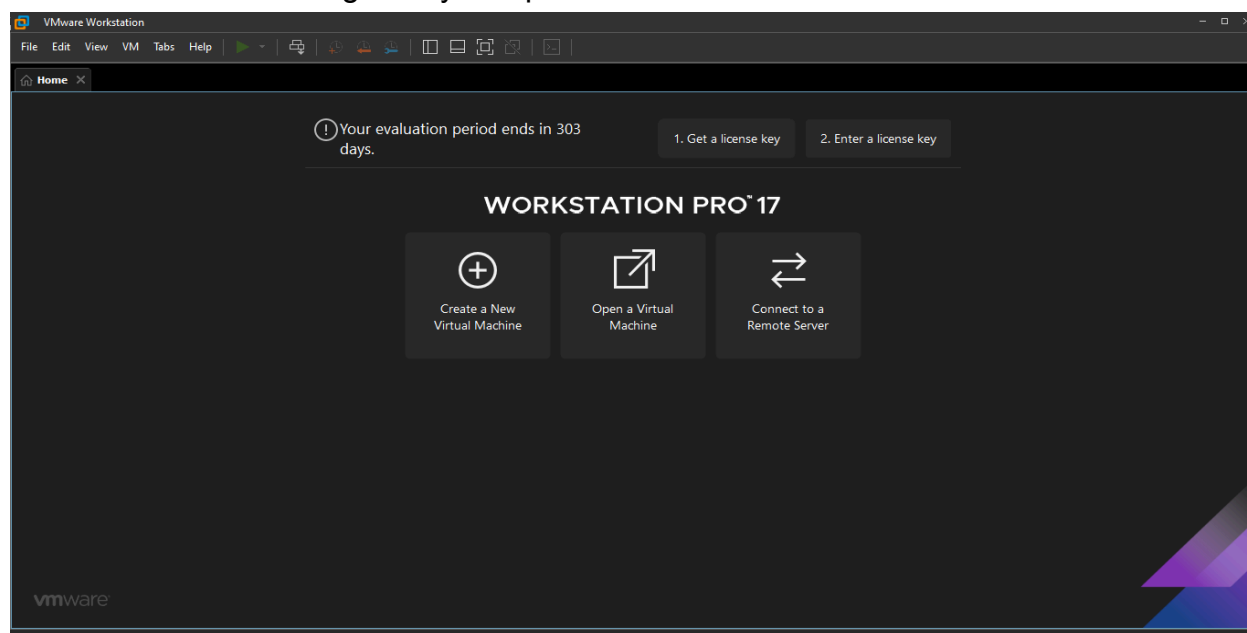 VMware Workstation
File Edit View VM Tabs Help
Home
Your evaluation period ends in 303
days.
1. Get a license key
2. Enter a license key
WORKSTATION PRO™ 17
Create a New
Virtual Machine
Open a Virtual
Machine
Connect to a
Remote Server
vmware